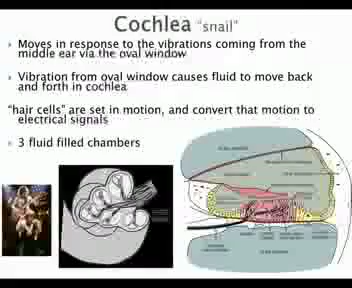 Cochlea "snail"
Moves in response to the vibrations coming from the
middle ear via the oval window
Vibration from oval window causes fluid to move back
and forth in cochlea
"hair cells" are set in motion, and convert that motion to
electrical signals
3 fluid filled chambers